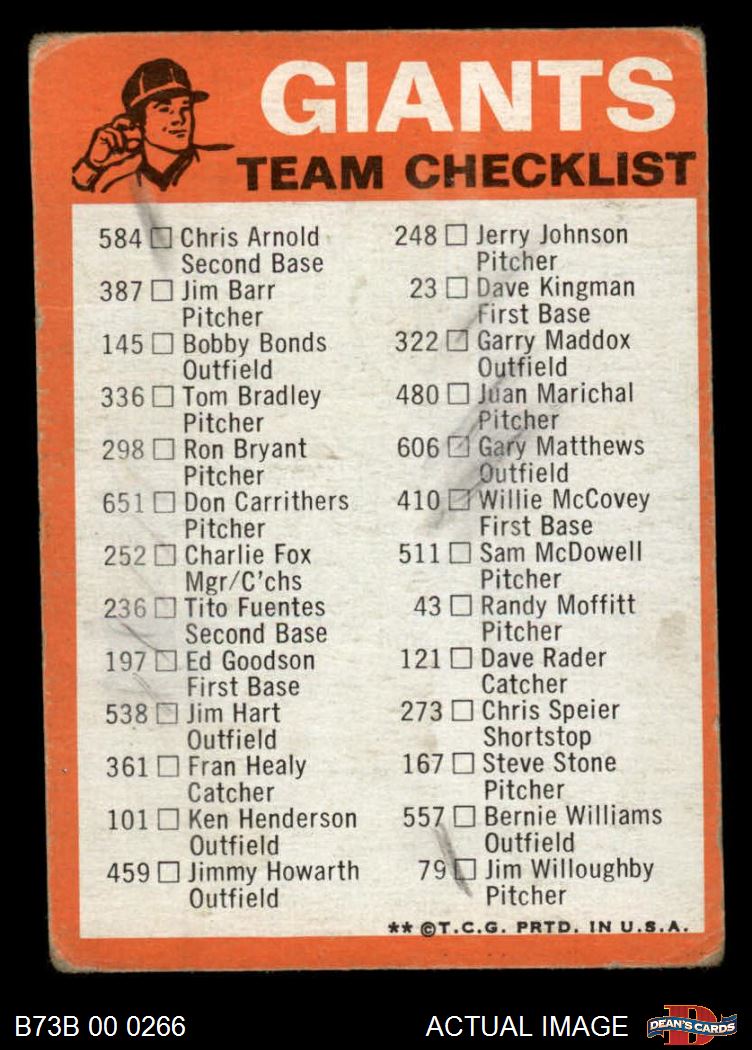 GIANTS
TEAM CHECKLIST
584 Chris Arnold
Second Base
387 Jim Barr
Pitcher
145 Bobby Bonds
Outfield
336 Tom Bradley
Pitcher
298 Ron Bryant
Pitcher
651 Don Carrithers
Pitcher
252 Charlie Fox
Mgr/C'chs
236 Tito Fuentes
Second Base
197 Ed Goodson
First Base
538 Jim Hart
Outfield
361 Fran Healy
Catcher
101 Ken Henderson
Outfield
459 Jimmy Howarth
Outfield
248 Jerry Johnson
Pitcher
23 Dave Kingman
First Base
322 Garry Maddox
Outfield
480 Juan Marichal
Pitcher
606 Gary Matthews
Outfield
410 Willie McCovey
First Base
511 Sam McDowell
Pitcher
43 Randy Moffitt
Pitcher
121 Dave Rader
Catcher
273 Chris Speier
Shortstop
167 Steve Stone
Pitcher
557 Bernie Williams
Outfield
79 Jim Willoughby
Pitcher
** ©T.C.G. PRTD. IN U.S.A.
B73B 00 0266
ACTUAL IMAGE
D
DEAN'S CARDS